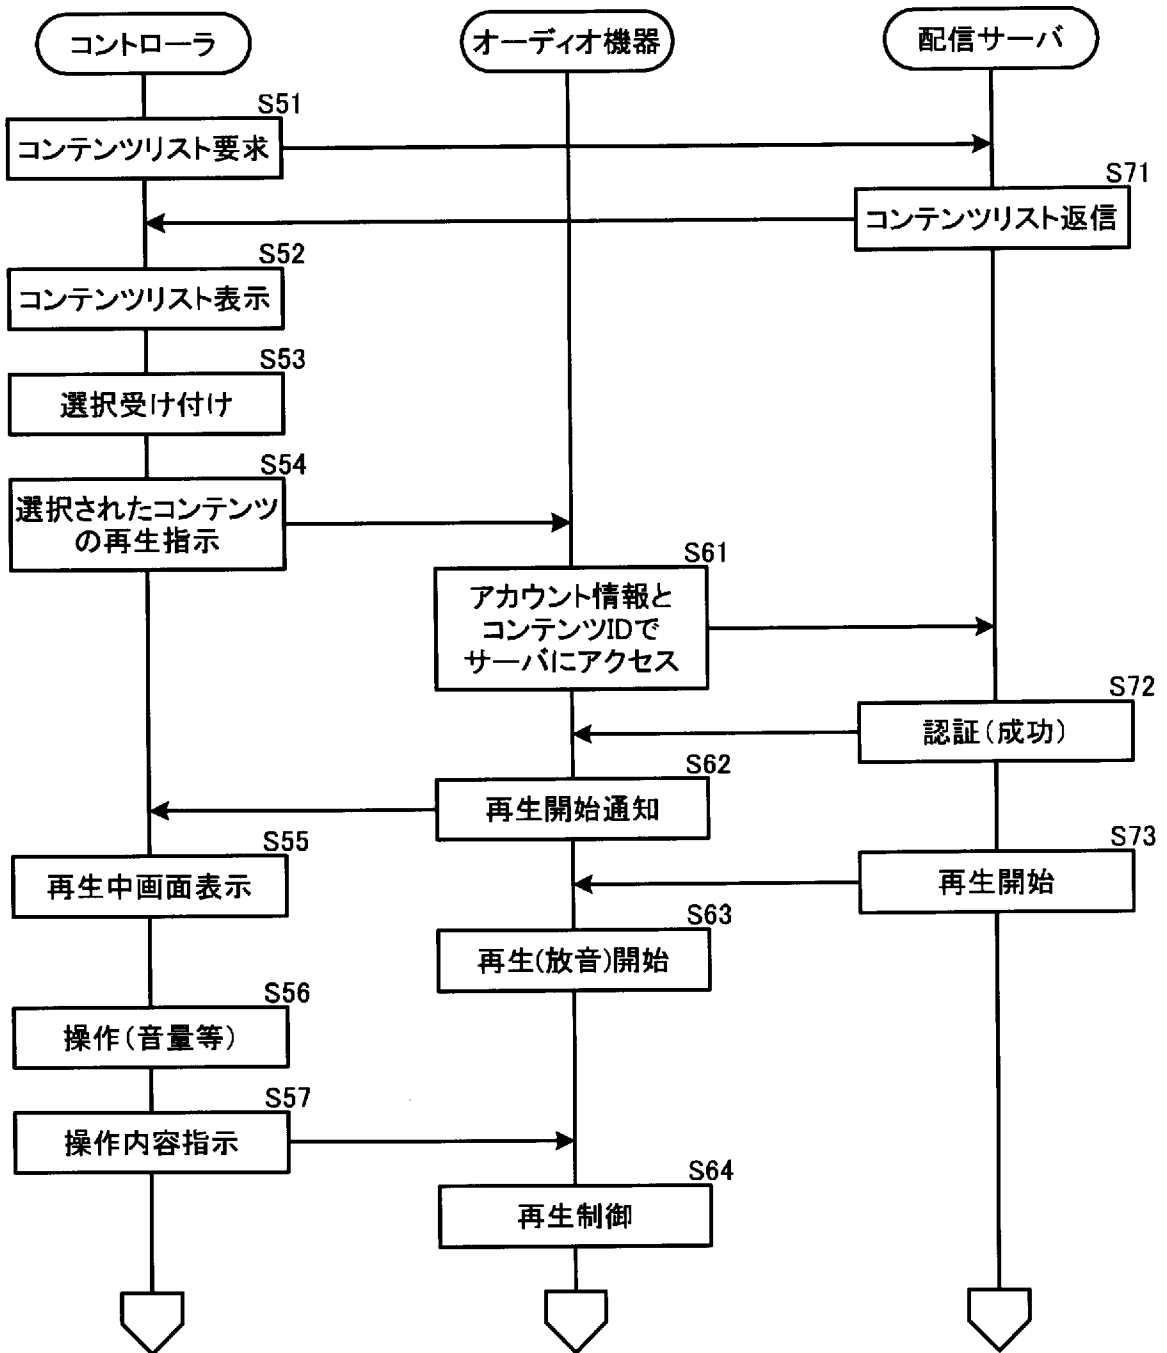 コントローラ
オーディオ機器
配信サーバ
S51
コンテンツリスト要求
S71
コンテンツリスト返信
S52
コンテンツリスト表示
S53
選択受け付け
S54
選択されたコンテンツ
の再生指示
S61
アカウント情報と
コンテンツIDで
サーバにアクセス
S72
認証(成功)
S62
再生開始通知
S55
再生中画面表示
S73
再生開始
S63
再生(放音)開始
S56
操作(音量等)
S57
操作内容指示
S64
再生制御